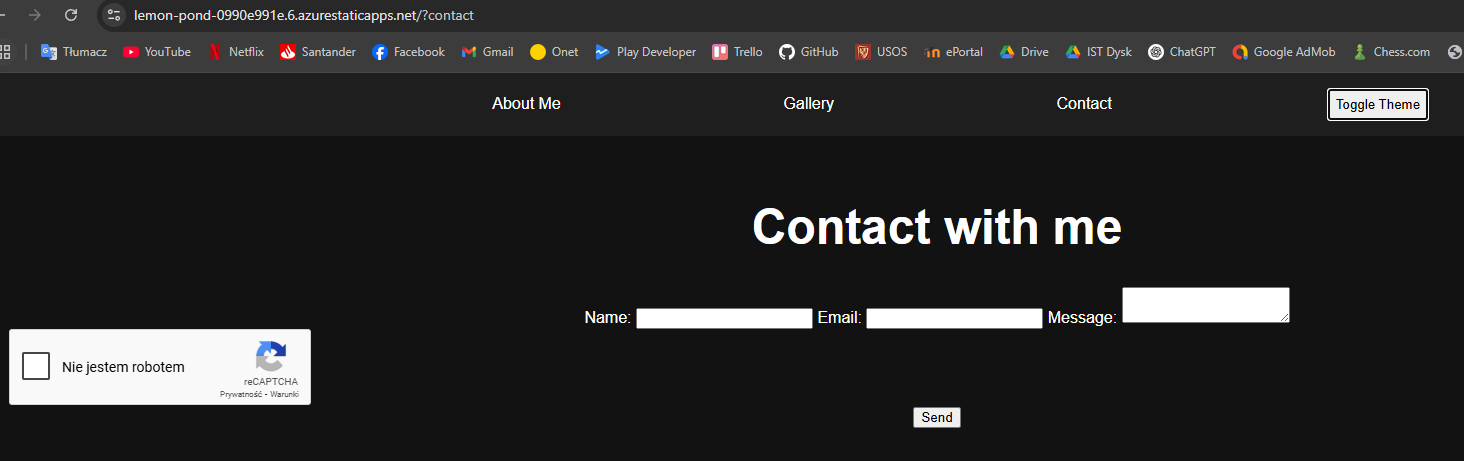 lemon-pond-0990e991e.6.azurestaticapps.net/?contact
Tłumacz YouTube Netflix Santander Facebook Gmail Onet Play Developer Trello GitHub USOS ePortal Drive IST Dysk ChatGPT Google AdMob Chess.com
About Me Gallery Contact Toggle Theme
Contact with me
Name: Email: Message:
Nie jestem robotem
reCAPTCHA
Prywatność - Warunki
Send